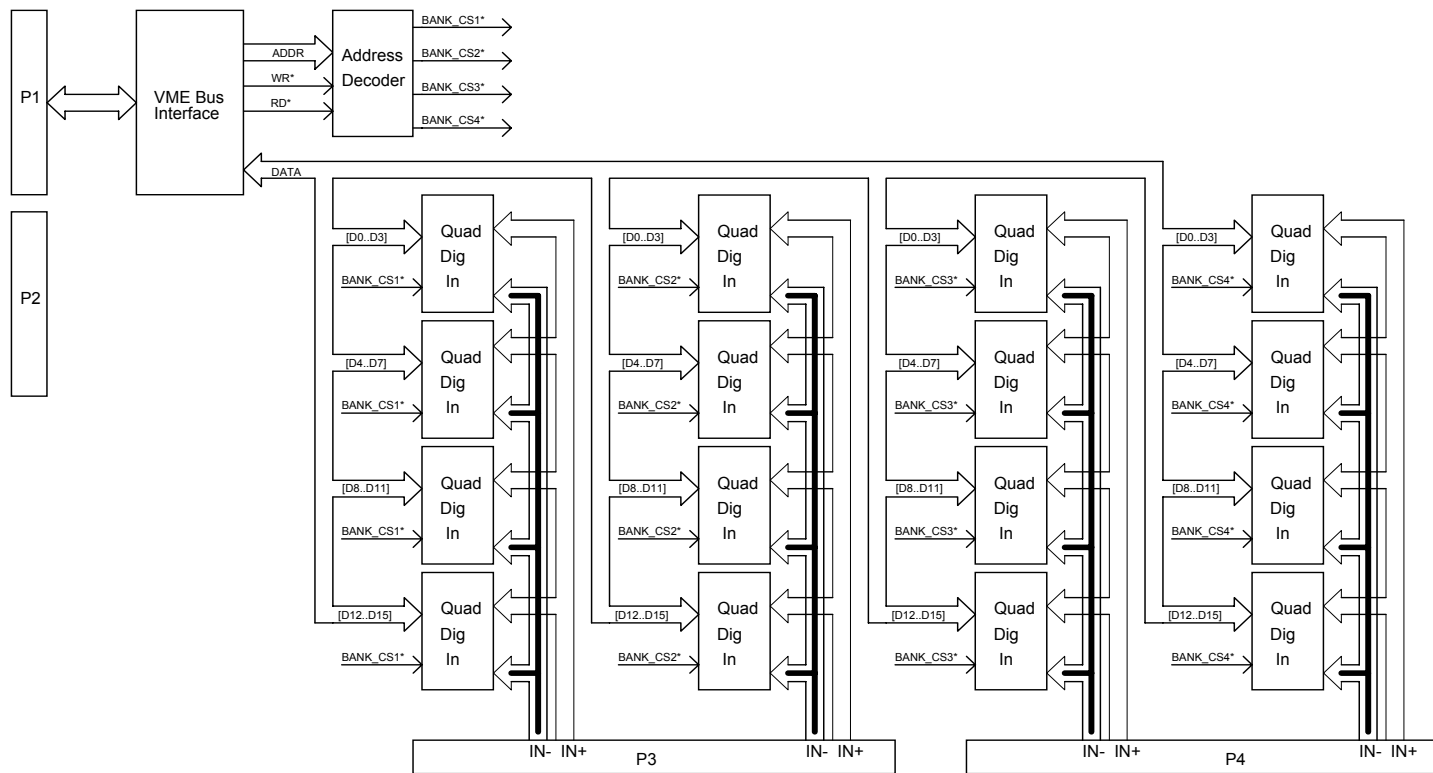 P1
P2
VME Bus
Interface
ADDR
WR*
RD*
DATA
Address
Decoder
BANK_CS1*
BANK_CS2*
BANK_CS3*
BANK_CS4*
[D0..D3]
BANK_CS1*
Quad
Dig
In
[D4..D7]
BANK_CS1*
Quad
Dig
In
[D8..D11]
BANK_CS1*
Quad
Dig
In
[D12..D15]
BANK_CS1*
Quad
Dig
In
[D0..D3]
BANK_CS2*
Quad
Dig
In
[D4..D7]
BANK_CS2*
Quad
Dig
In
[D8..D11]
BANK_CS2*
Quad
Dig
In
[D12..D15]
BANK_CS2*
Quad
Dig
In
[D0..D3]
BANK_CS3*
Quad
Dig
In
[D4..D7]
BANK_CS3*
Quad
Dig
In
[D8..D11]
BANK_CS3*
Quad
Dig
In
[D12..D15]
BANK_CS3*
Quad
Dig
In
[D0..D3]
BANK_CS4*
Quad
Dig
In
[D4..D7]
BANK_CS4*
Quad
Dig
In
[D8..D11]
BANK_CS4*
Quad
Dig
In
[D12..D15]
BANK_CS4*
Quad
Dig
In
IN- IN+
P3
IN- IN+
IN- IN+
P4
IN- IN+